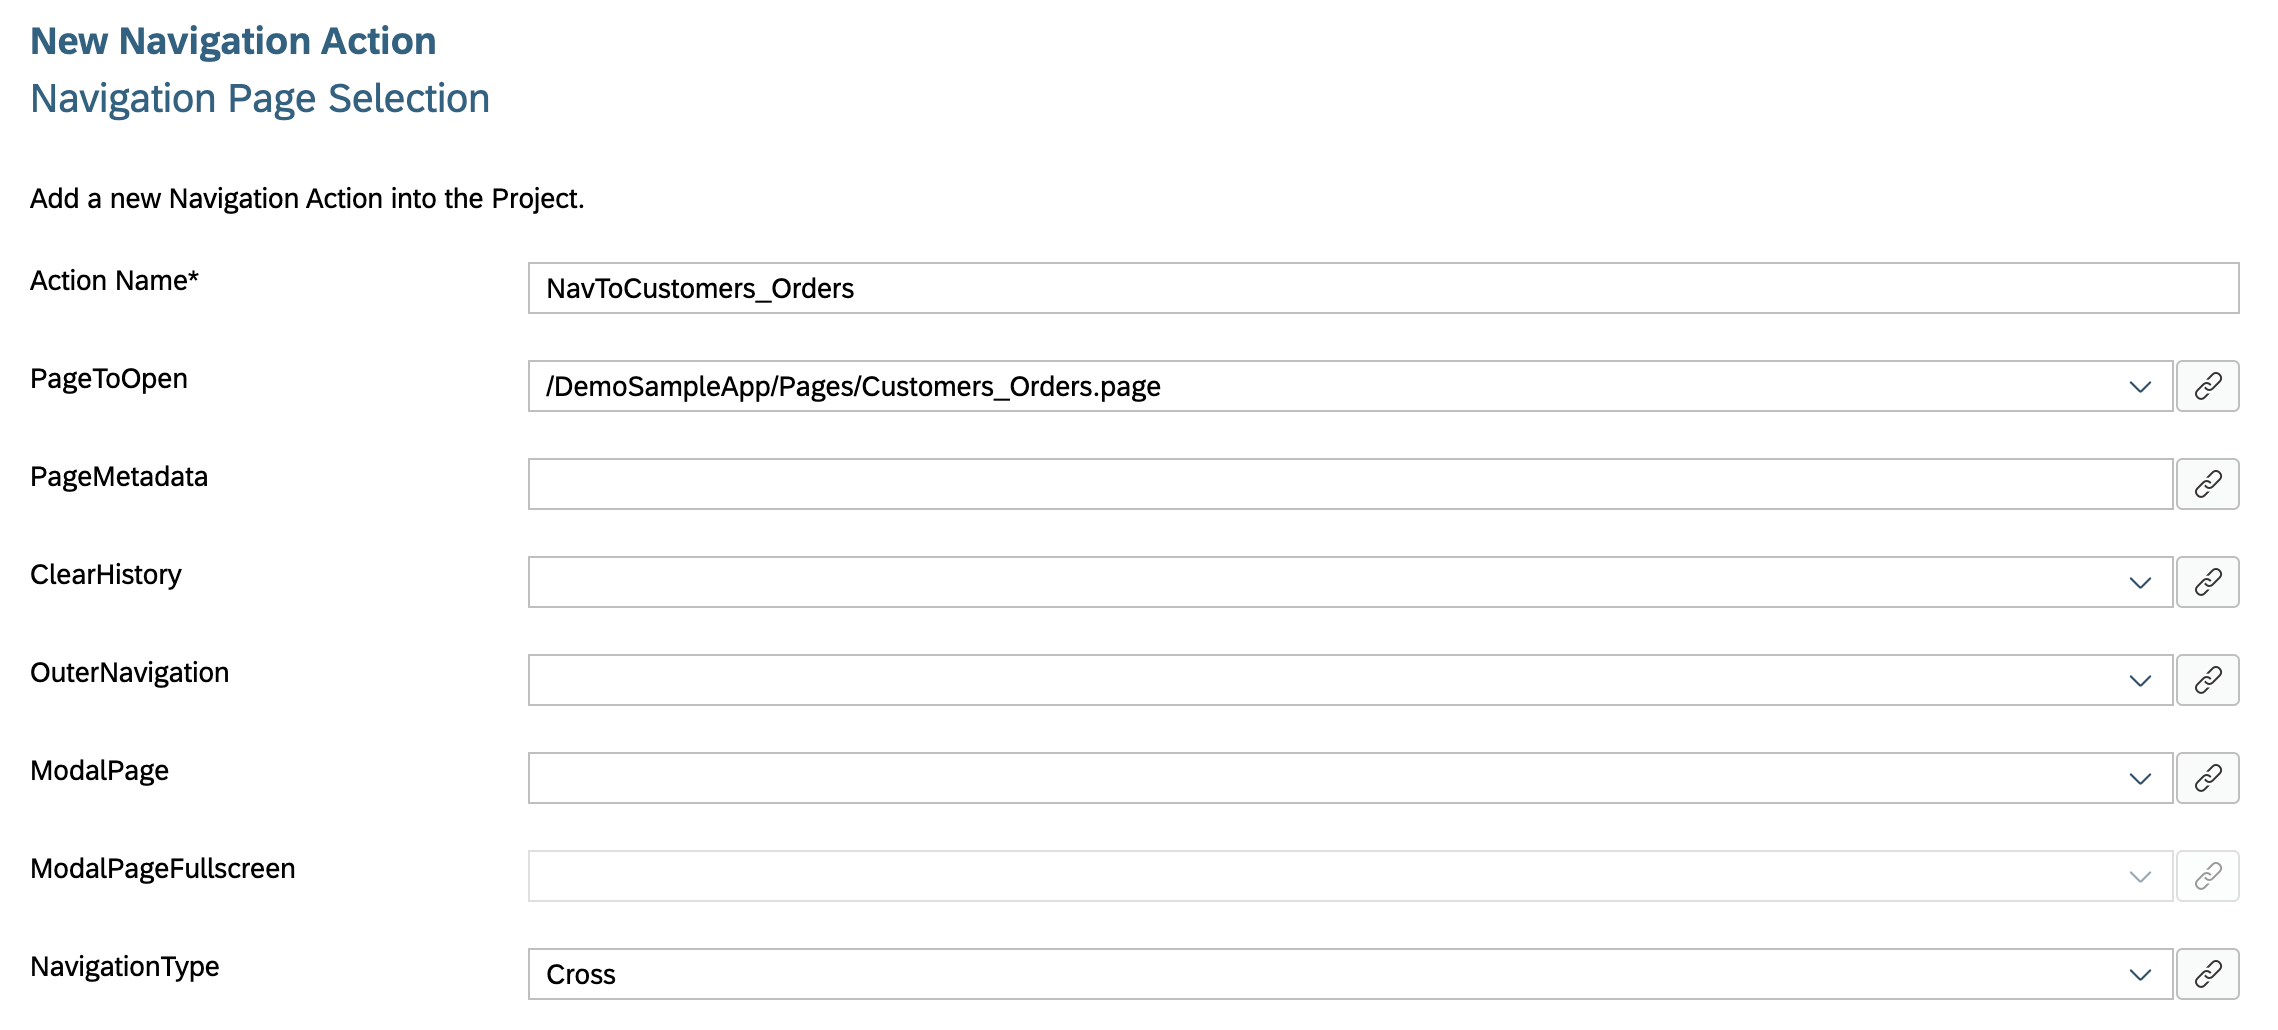 New Navigation Action
Navigation Page Selection
Add a new Navigation Action into the Project.
Action Name*
NavToCustomers_Orders
PageToOpen
/DemoSampleApp/Pages/Customers_Orders.page
PageMetadata
ClearHistory
OuterNavigation
ModalPage
ModalPageFullscreen
NavigationType
Cross